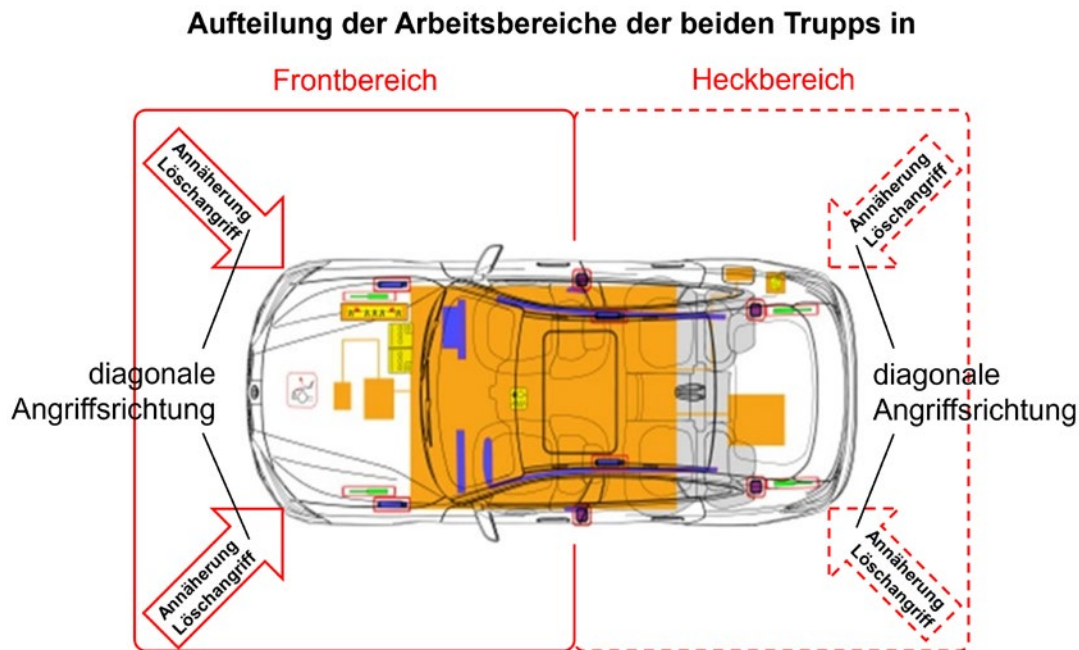 Aufteilung der Arbeitsbereiche der beiden Trupps in
Frontbereich
Heckbereich
Annäherung
Löschangriff
Annäherung
Löschangriff
diagonale
Angriffsrichtung
diagonale
Angriffsrichtung
Annäherung
Löschangriff
Annäherung
Löschangriff